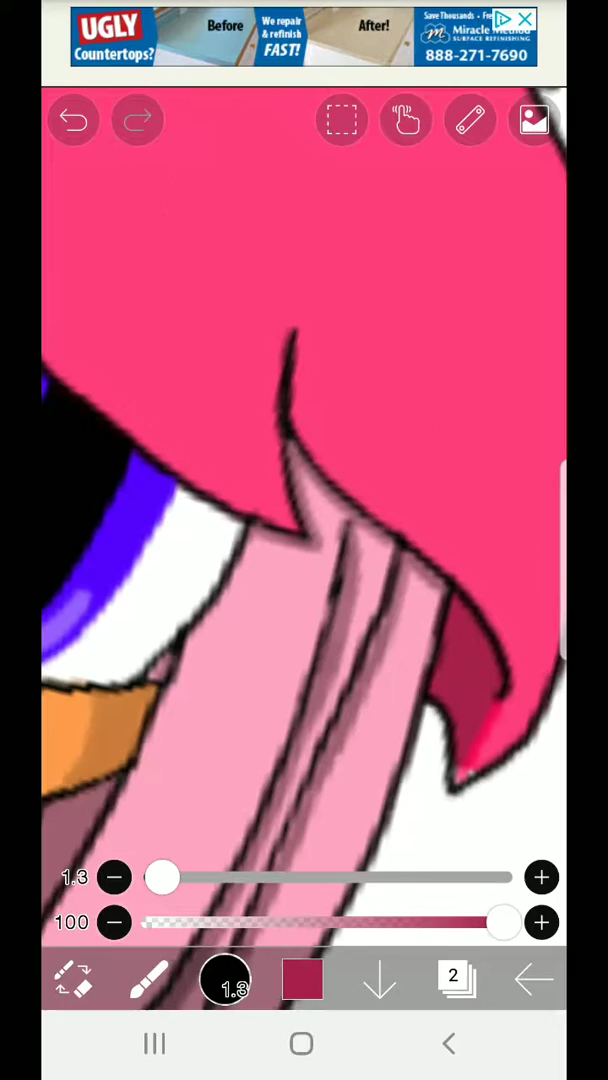 UGLY
Countertops?
Before
We repair
& refinish
FAST!
After!
Save Thousands
Miracle Method
SURFACE REFINISHING
888-271-7690
1.3
100
1.3
2